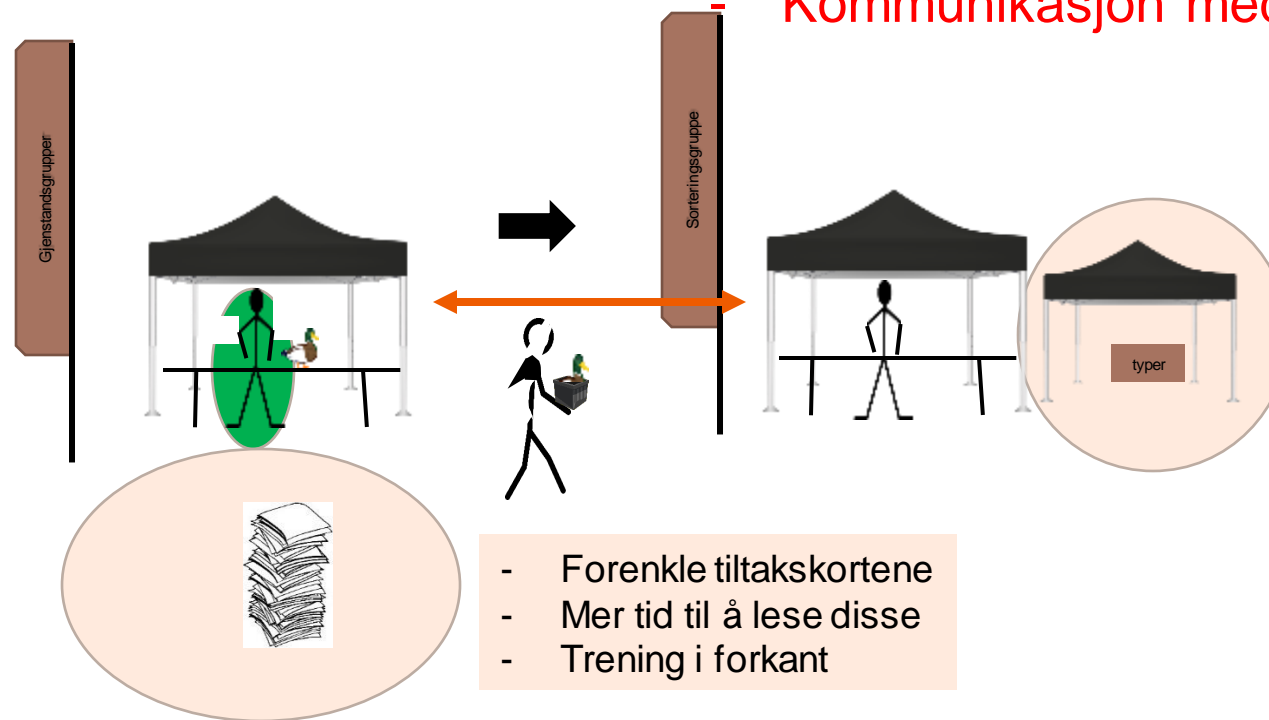 - Kommunikasjon med
Gjenstandsgrupper
Sorteringsgruppe
typer
- Forenkle tiltakskortene
- Mer tid til å lese disse
- Trening i forkant